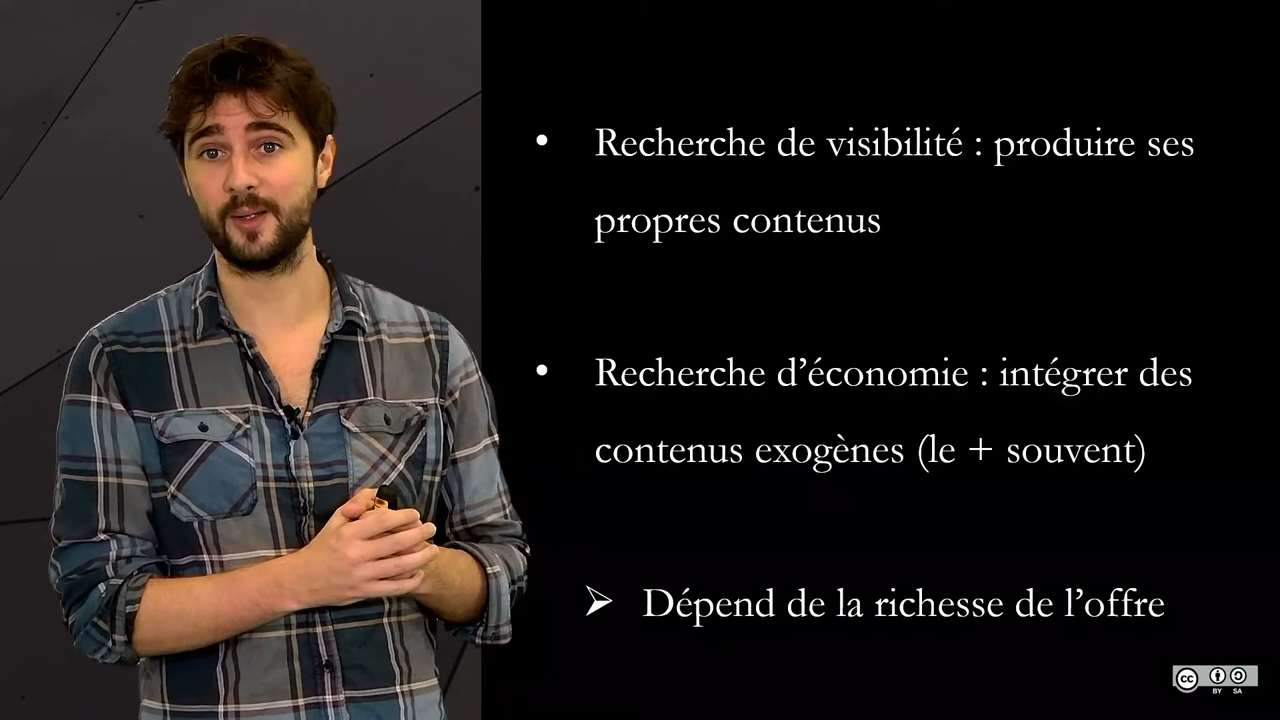 • Recherche de visibilité : produire ses
propres contenus
• Recherche d’économie : intégrer des
contenus exogènes (le + souvent)
➢ Dépend de la richesse de l’offre
cc
BY SA